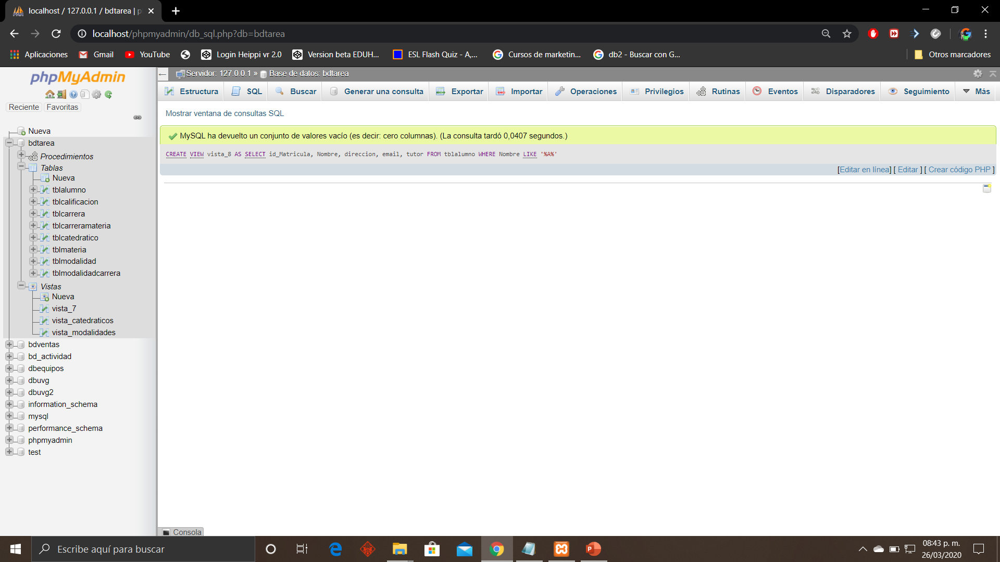 localhost / 127.0.0.1 / bdtarea | p
localhost/phpmyadmin/db_sql.php?db=bdtarea
Aplicaciones Gmail YouTube Login Heippi vr 2.0 Version beta EDUH... ESL Flash Quiz - A,... Cursos de marketin... db2 - Buscar con G... Otros marcadores
phpMyAdmin
Reciente Favoritas
Nueva
bdtarea
Procedimientos
Tablas
Nueva
tblalumno
tblcalificacion
tblcarrera
tblcarreramateria
tblcatedratico
tblmateria
tblmodalidad
tblmodalidadcarrera
Vistas
Nueva
vista_7
vista_catedraticos
vista_modalidades
bdventas
bd_actividad
dbequipos
dbuvg
dbuvg2
information_schema
mysql
performance_schema
phpmyadmin
test
Servidor: 127.0.0.1 » Base de datos: bdtarea
Estructura SQL Buscar Generar una consulta Exportar Importar Operaciones Privilegios Rutinas Eventos Disparadores Seguimiento Más
Mostrar ventana de consultas SQL
MySQL ha devuelto un conjunto de valores vacío (es decir: cero columnas). (La consulta tardó 0,0407 segundos.)
CREATE VIEW vista_8 AS SELECT id_Matricula, Nombre, direccion, email, tutor FROM tblalumno WHERE Nombre LIKE '%A%'
[Editar en línea] [ Editar ] [ Crear código PHP ]
Consola
Escribe aquí para buscar
08:43 p. m.
26/03/2020